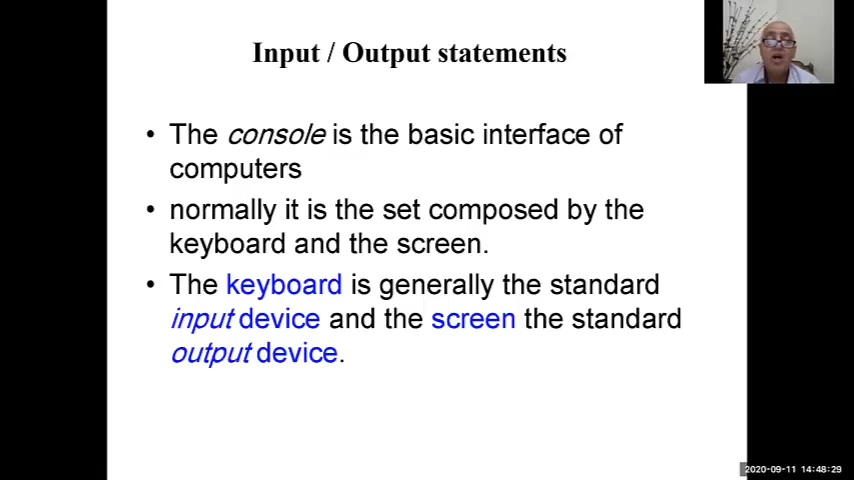 Input / Output statements
• The console is the basic interface of
computers
• normally it is the set composed by the
keyboard and the screen.
• The keyboard is generally the standard
input device and the screen the standard
output device.
2020-09-11 14:48:29